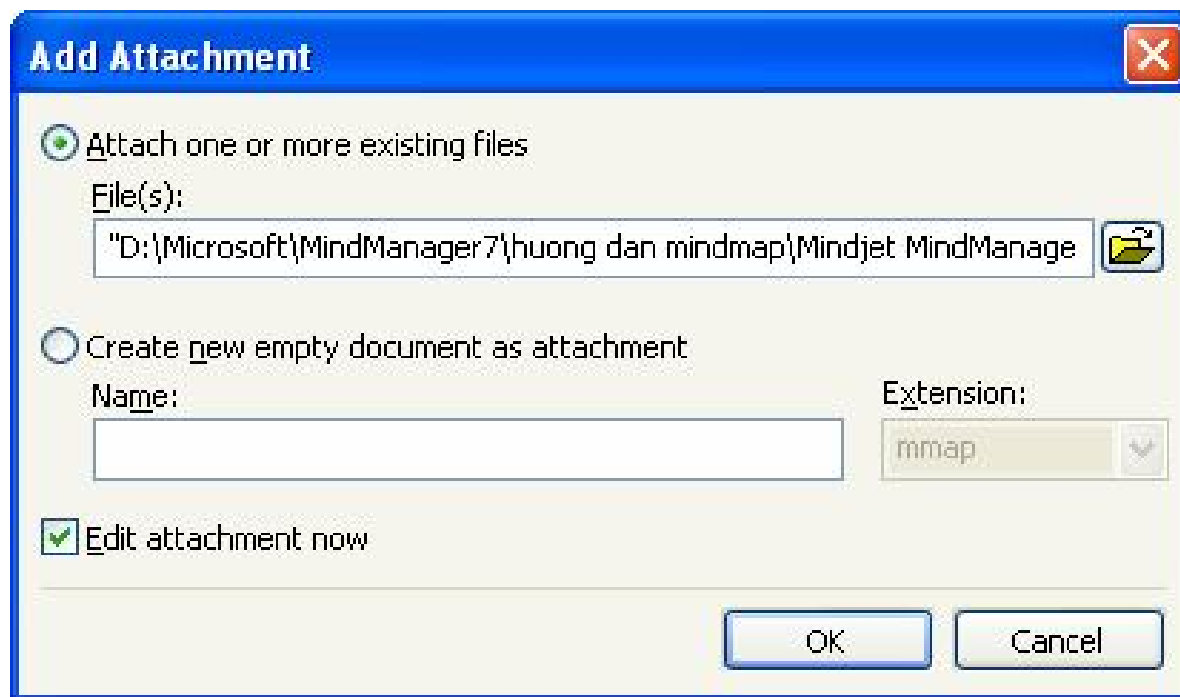 Add Attachment
Attach one or more existing files
File(s):
"D:\Microsoft\MindManager7\huong dan mindmap\Mindjet MindManage
Create new empty document as attachment
Name: Extension:
mmap
Edit attachment now
OK Cancel